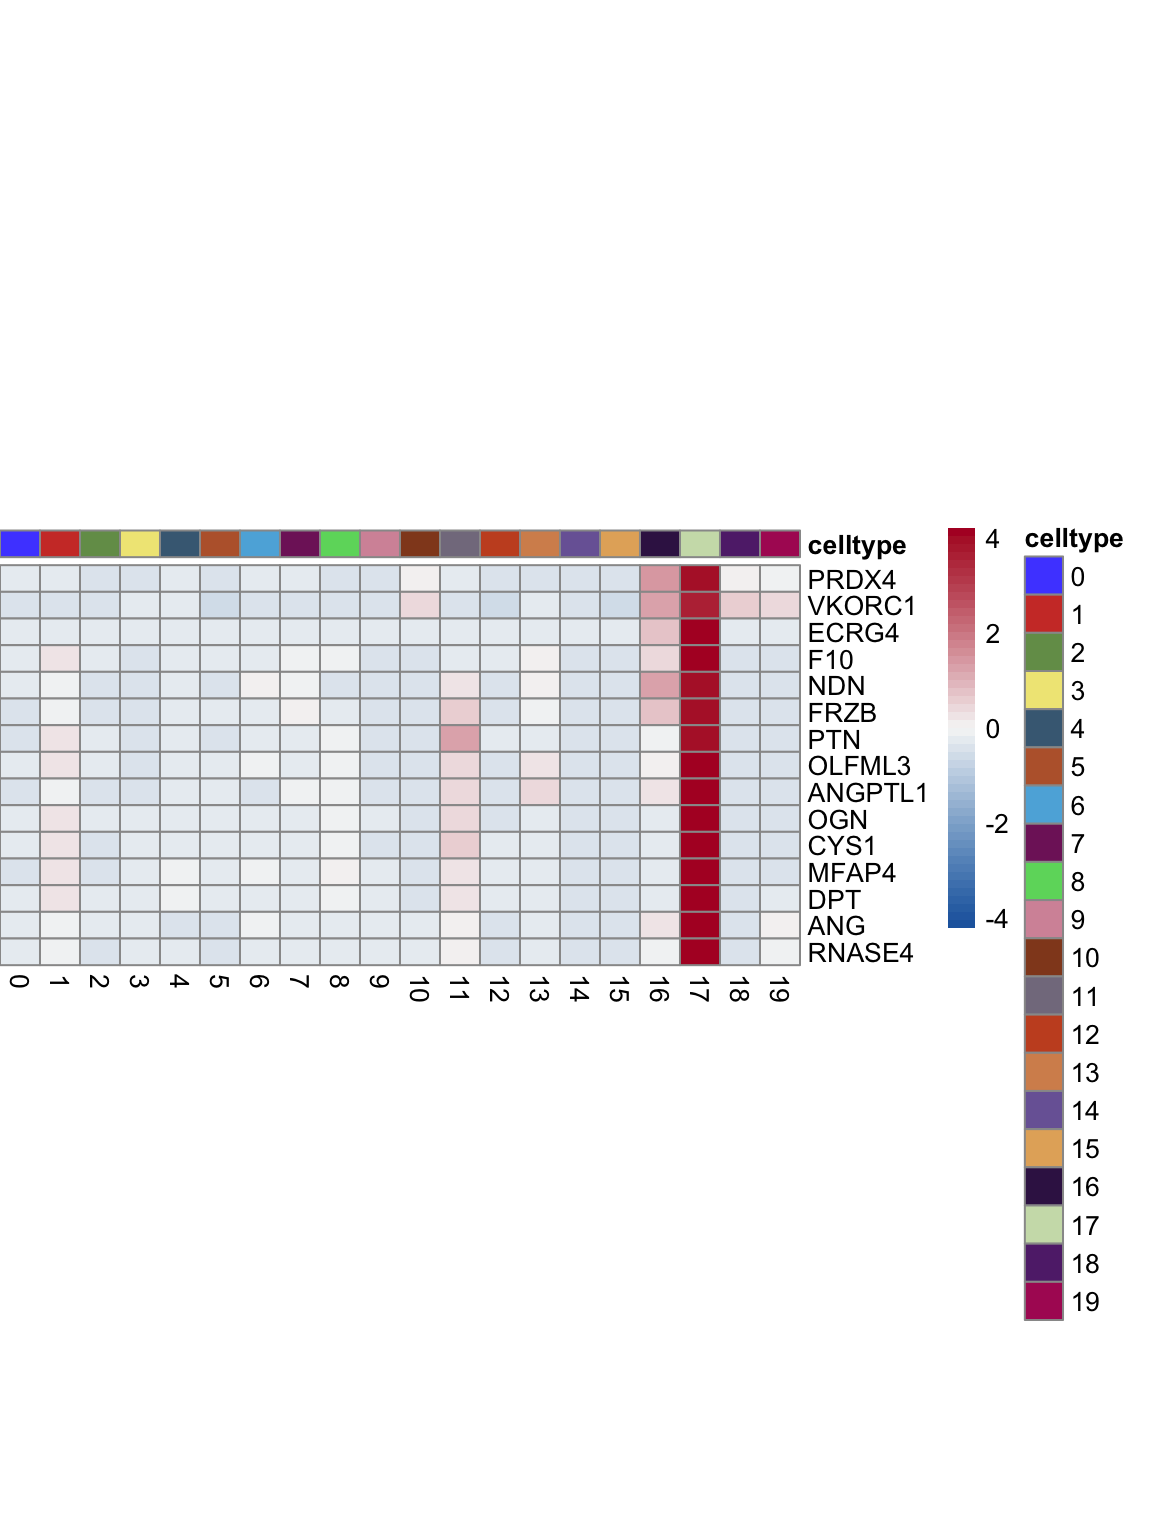 celltype
PRDX4
VKORC1
ECRG4
F10
NDN
FRZB
PTN
OLFML3
ANGPTL1
OGN
CYS1
MFAP4
DPT
ANG
RNASE4
0 1 2 3 4 5 6 7 8 9 10 11 12 13 14 15 16 17 18 19
4
2
0
-2
-4
celltype
0
1
2
3
4
5
6
7
8
9
10
11
12
13
14
15
16
17
18
19